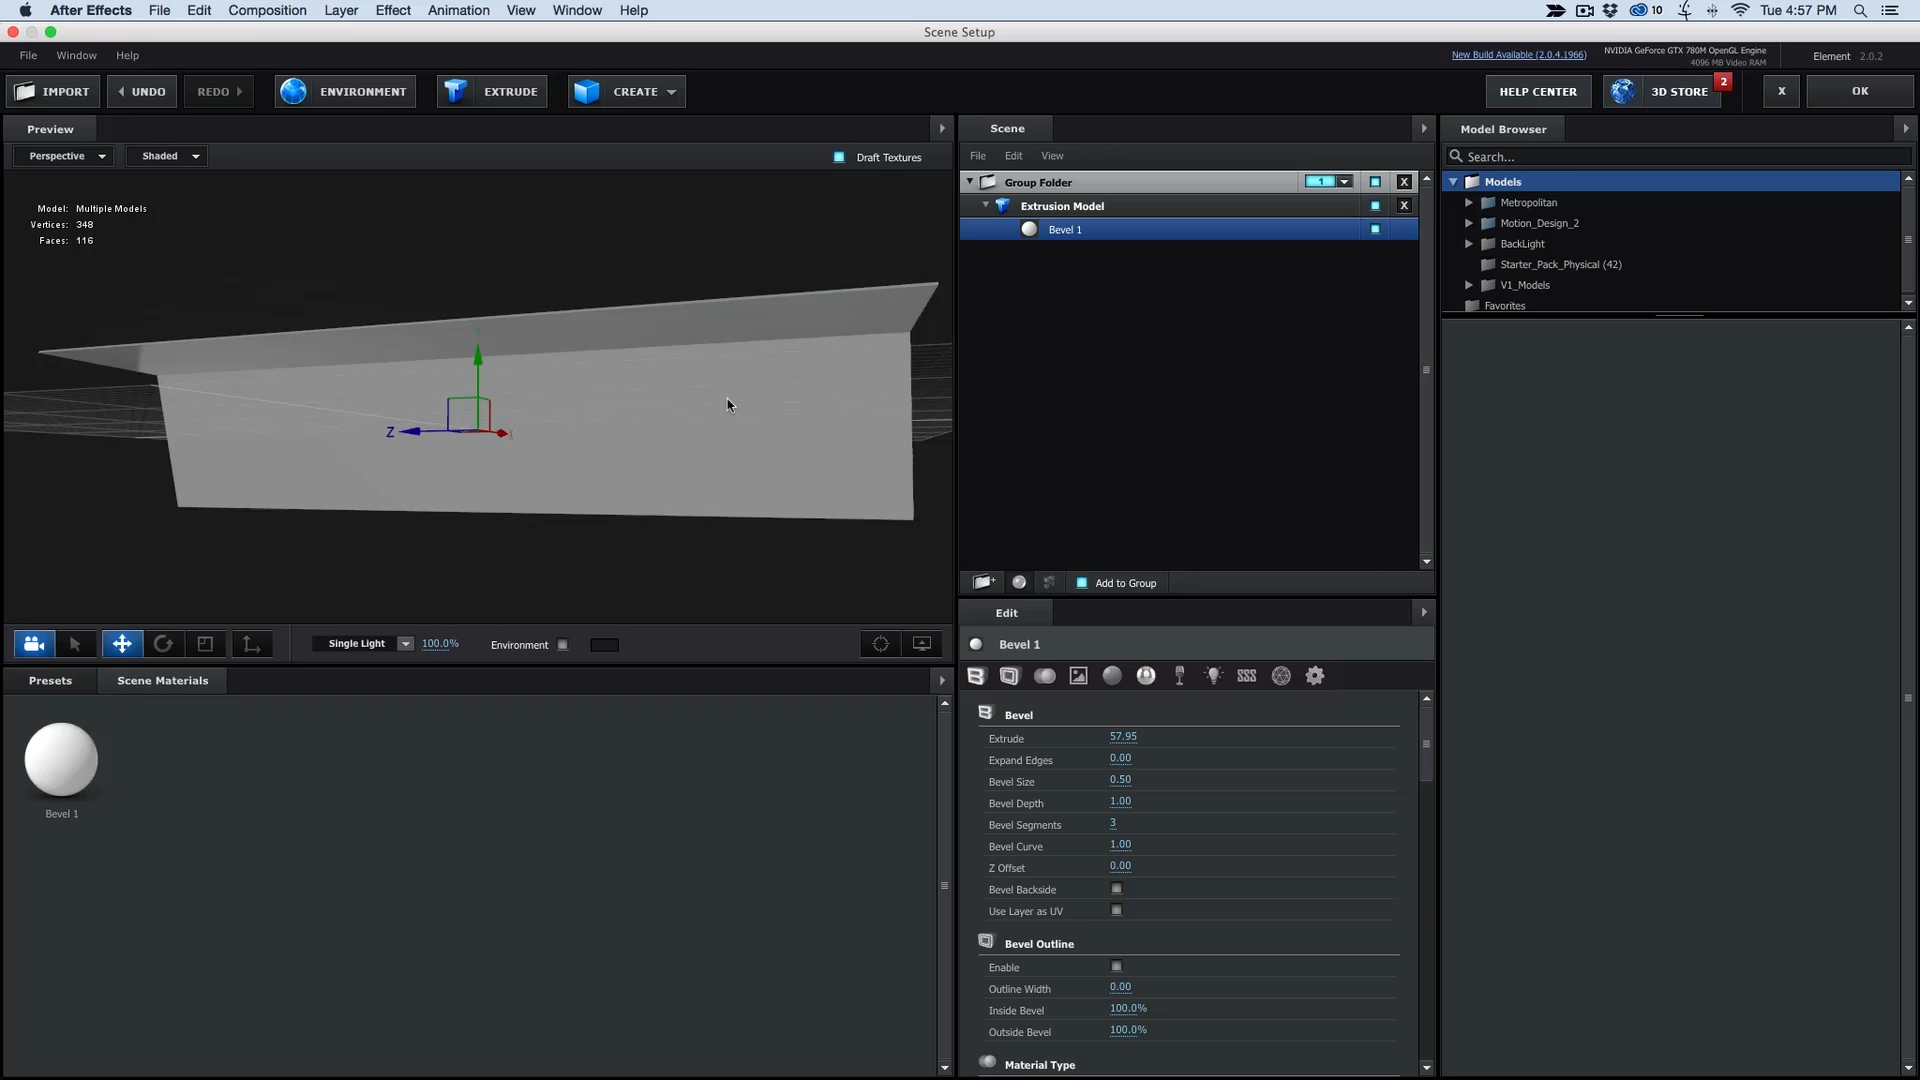 After Effects File Edit Composition Layer Effect Animation View Window Help 10 Tue 4:57 PM
Scene Setup
File Window Help New Build Available (2.0.4.1966) NVIDIA GeForce GTX 780M OpenGL Engine Element 2.0.2
4096 MB Video RAM
IMPORT UNDO REDO ENVIRONMENT EXTRUDE CREATE HELP CENTER 3D STORE 2 X OK
Preview Scene Model Browser
Perspective Shaded Draft Textures File Edit View Search...
Group Folder 1 X Models
Model: Multiple Models Extrusion Model X Metropolitan
Vertices: 348 Bevel 1 Motion_Design_2
Faces: 116 BackLight
Starter_Pack_Physical (42)
V1_Models
Favorites
Z
Add to Group
Edit
Single Light 100.0% Environment Bevel 1
Presets Scene Materials
Bevel
Extrude 57.95
Expand Edges 0.00
Bevel Size 0.50
Bevel Depth 1.00
Bevel 1
Bevel Segments 3
Bevel Curve 1.00
Z Offset 0.00
Bevel Backside
Use Layer as UV
Bevel Outline
Enable
Outline Width 0.00
Inside Bevel 100.0%
Outside Bevel 100.0%
Material Type